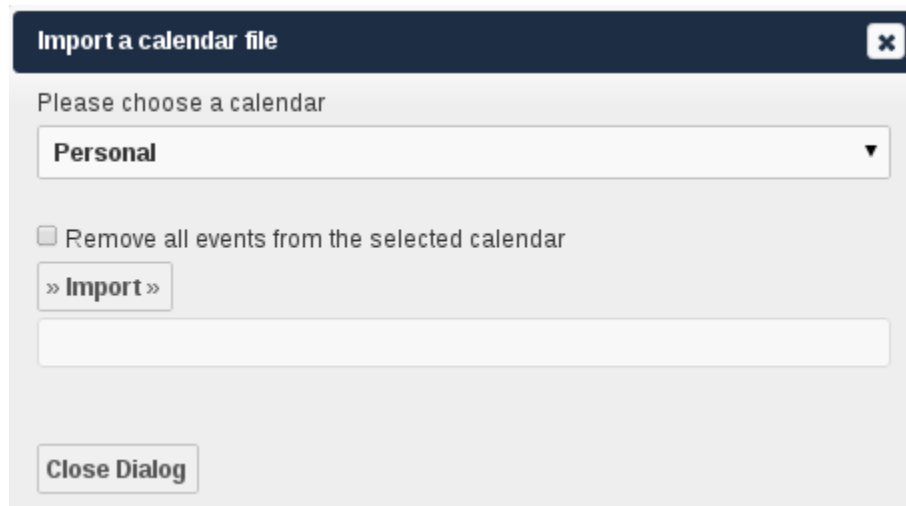 Import a calendar file
Please choose a calendar
Personal
Remove all events from the selected calendar
» Import »
Close Dialog